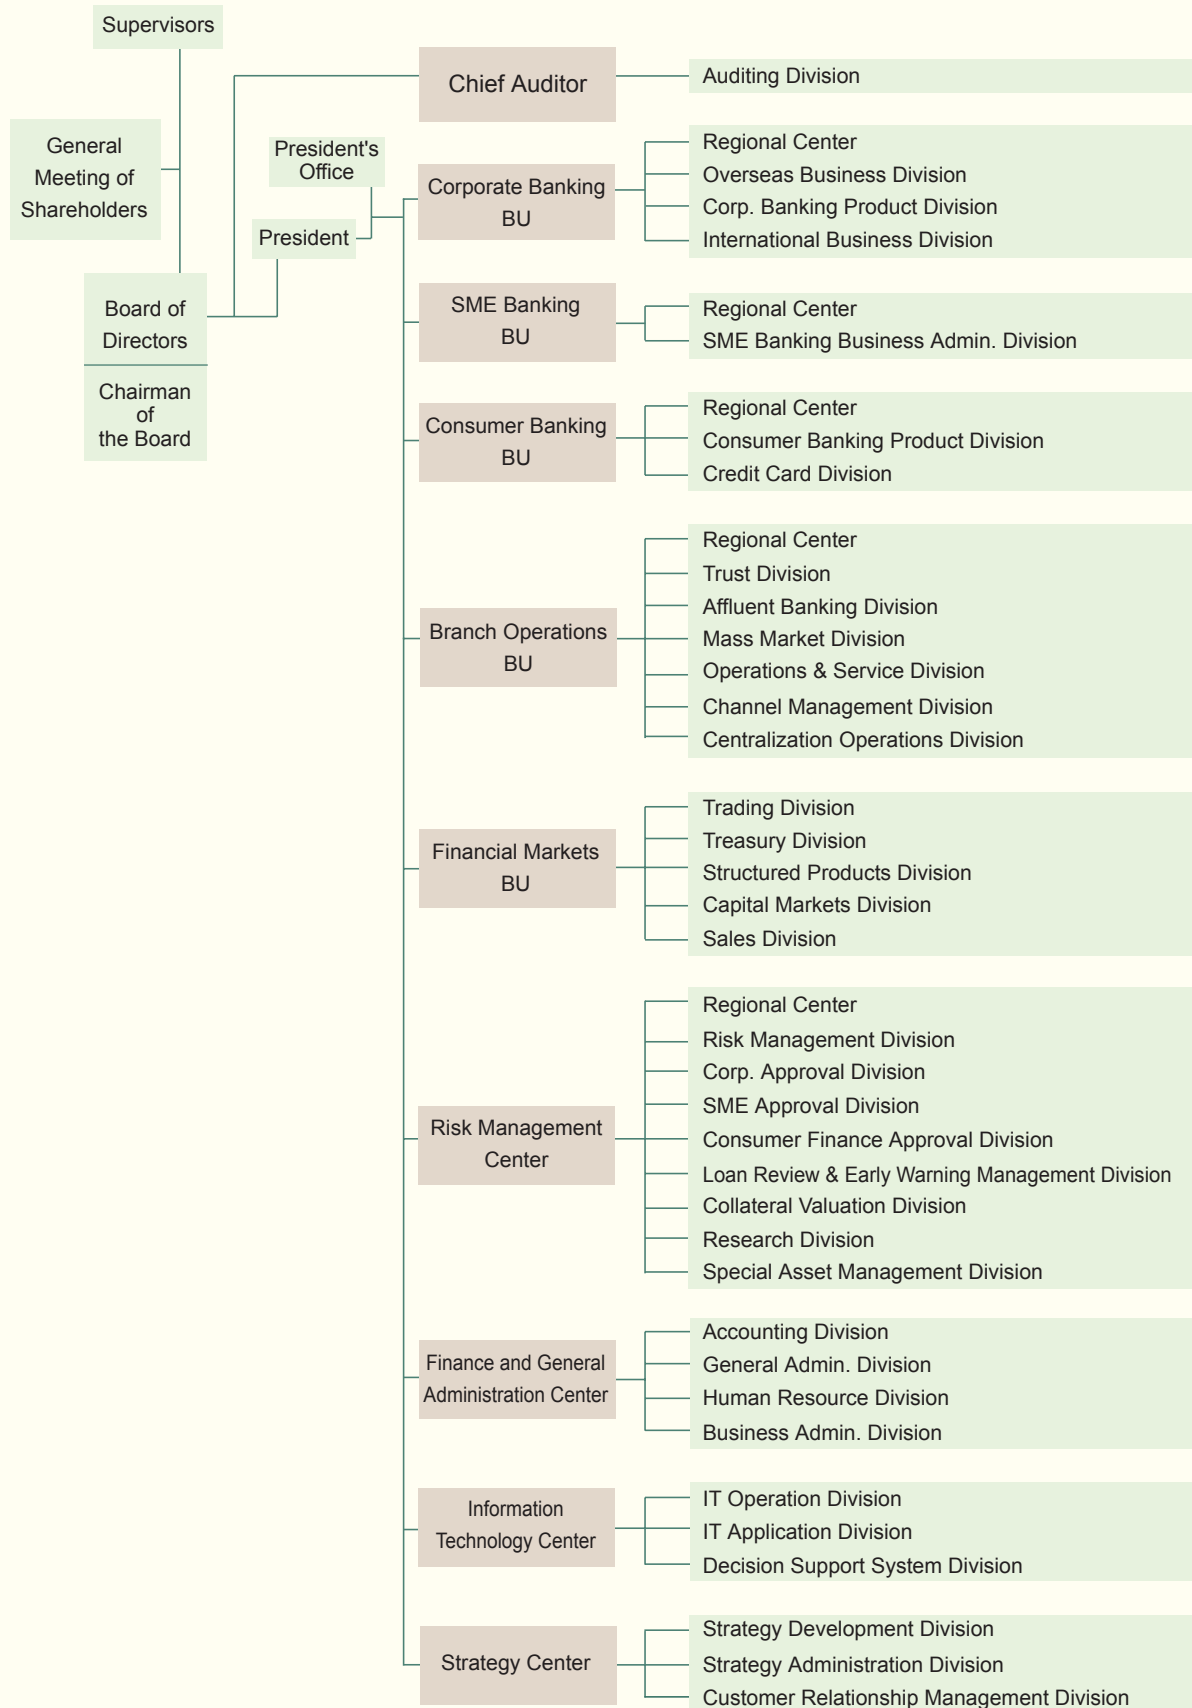 Supervisors
General
Meeting of
Shareholders
Board of
Directors
Chairman
of
the Board
President's
Office
President
Chief Auditor
Auditing Division
Corporate Banking
BU
Regional Center
Overseas Business Division
Corp. Banking Product Division
International Business Division
SME Banking
BU
Regional Center
SME Banking Business Admin. Division
Consumer Banking
BU
Regional Center
Consumer Banking Product Division
Credit Card Division
Branch Operations
BU
Regional Center
Trust Division
Affluent Banking Division
Mass Market Division
Operations & Service Division
Channel Management Division
Centralization Operations Division
Financial Markets
BU
Trading Division
Treasury Division
Structured Products Division
Capital Markets Division
Sales Division
Risk Management
Center
Regional Center
Risk Management Division
Corp. Approval Division
SME Approval Division
Consumer Finance Approval Division
Loan Review & Early Warning Management Division
Collateral Valuation Division
Research Division
Special Asset Management Division
Finance and General
Administration Center
Accounting Division
General Admin. Division
Human Resource Division
Business Admin. Division
Information
Technology Center
IT Operation Division
IT Application Division
Decision Support System Division
Strategy Center
Strategy Development Division
Strategy Administration Division
Customer Relationship Management Division